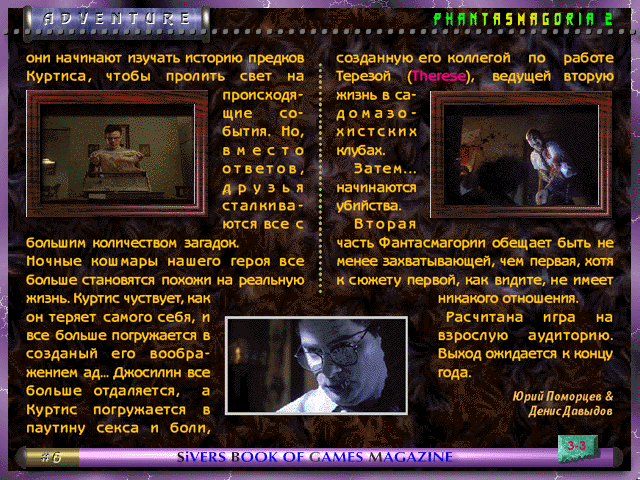 ADVENTURE
PHANTASMAGORIA 2
они начинают изучать историю предков
Куртиса, чтобы пролить свет на
происходя-
щие со-
бытия. Но,
вместо
ответов,
друзья
сталкива-
ются все с
большим количеством загадок.
Ночные кошмары нашего героя все
больше становятся похожи на реальную
жизнь. Куртис чуствует, как
он теряет самого себя, и
все больше погружается в
созданый его вообра-
жением ад... Джосилин все
больше отдаляется, а
Куртис погружается в
паутину секса и боли,
созданную его коллегой по работе
Терезой (Therese), ведущей вторую
жизнь в са-
домазо-
хистских
клубах.
Затем...
начинаются
убийства.
Вторая
часть Фантасмагории обещает быть не
менее захватывающей, чем первая, хотя
к сюжету первой, как видите, не имеет
никакого отношения.
Расчитана игра на
взрослую аудиторию.
Выход ожидается к концу
года.
Юрий Поморцев &
Денис Давыдов
#6
SiVERS BOOK OF GAMES MAGAZINE
3-3